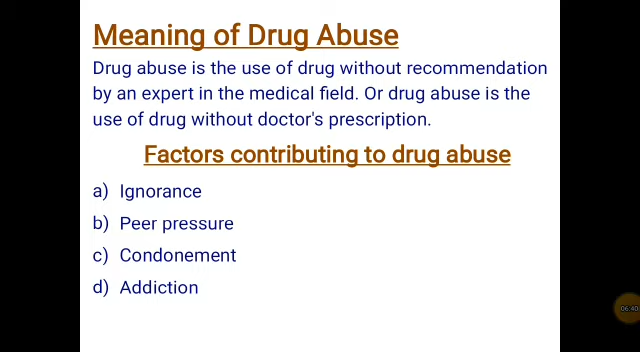 Meaning of Drug Abuse
Drug abuse is the use of drug without recommendation
by an expert in the medical field. Or drug abuse is the
use of drug without doctor's prescription.
Factors contributing to drug abuse
a) Ignorance
b) Peer pressure
c) Condonement
d) Addiction
06:40